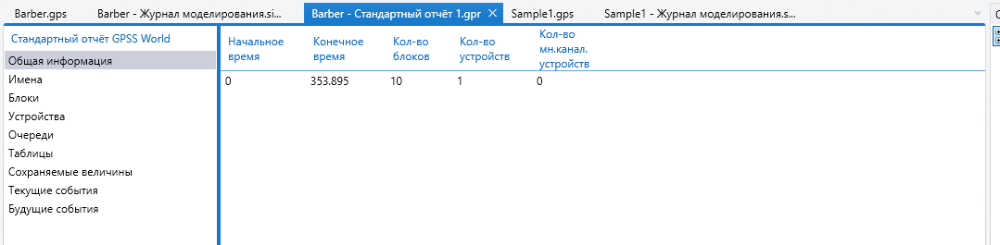 Barber.gps Barber - Журнал моделирования.si... Barber - Стандартный отчёт 1.gpr Sample1.gps Sample1 - Журнал моделирования.s...
Стандартный отчёт GPSS World
Общая информация
Имена
Блоки
Устройства
Очереди
Таблицы
Сохраняемые величины
Текущие события
Будущие события
Начальное время Конечное время Кол-во блоков Кол-во устройств Кол-во мн.канал. устройств
0 353.895 10 1 0